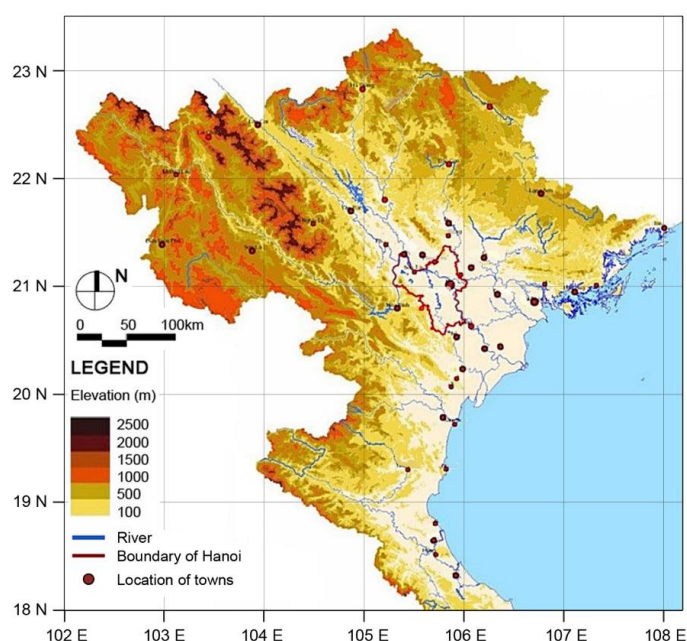 23 N
22 N
21 N
20 N
19 N
18 N
N
0 50 100km
LEGEND
Elevation (m)
2500
2000
1500
1000
500
100
River
Boundary of Hanoi
Location of towns
102 E 103 E 104 E 105 E 106 E 107 E 108 E